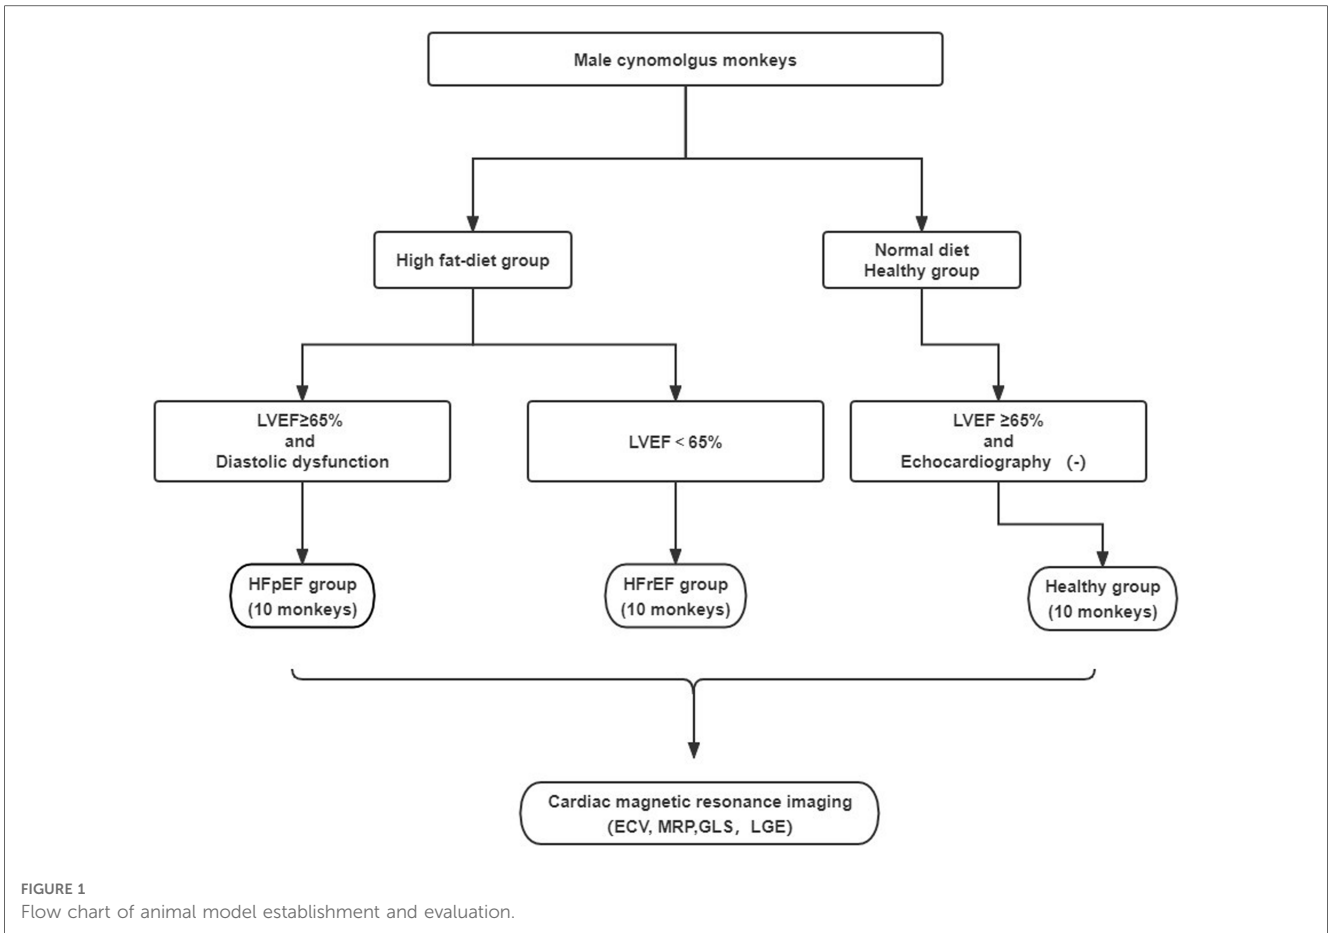 Male cynomolgus monkeys
High fat-diet group
Normal diet
Healthy group
LVEF≥65%
and
Diastolic dysfunction
LVEF < 65%
LVEF ≥65%
and
Echocardiography (-)
HFpEF group
(10 monkeys)
HFrEF group
(10 monkeys)
Healthy group
(10 monkeys)
Cardiac magnetic resonance imaging
(ECV, MRP,GLS, LGE)
FIGURE 1
Flow chart of animal model establishment and evaluation.